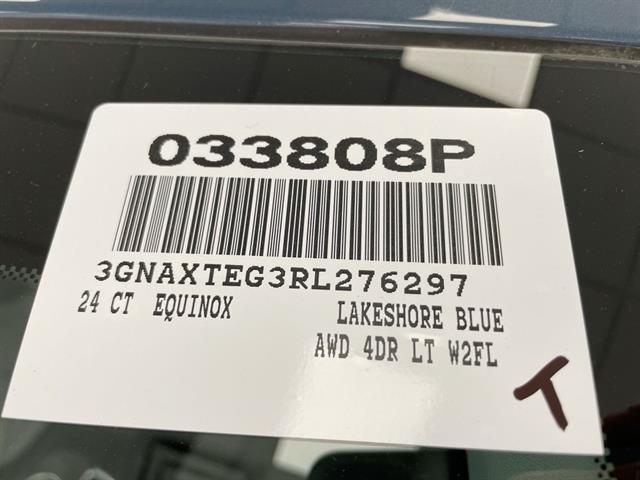 033808P
3GNAXTEG3RL276297
24 CT EQUINOX LAKESHORE BLUE
AWD 4DR LT W2FL
T